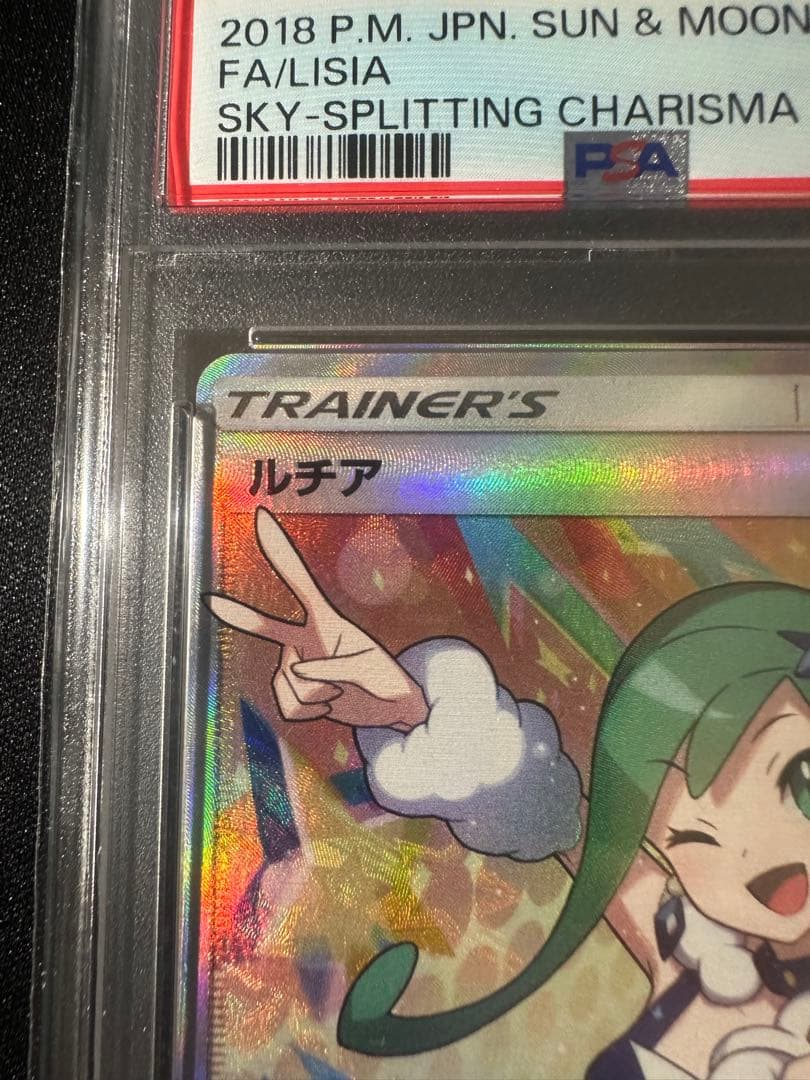 2018 P.M. JPN. SUN & MOON
FA/LISIA
SKY-SPLITTING CHARISMA
PSA
TRAINER'S
ルチア